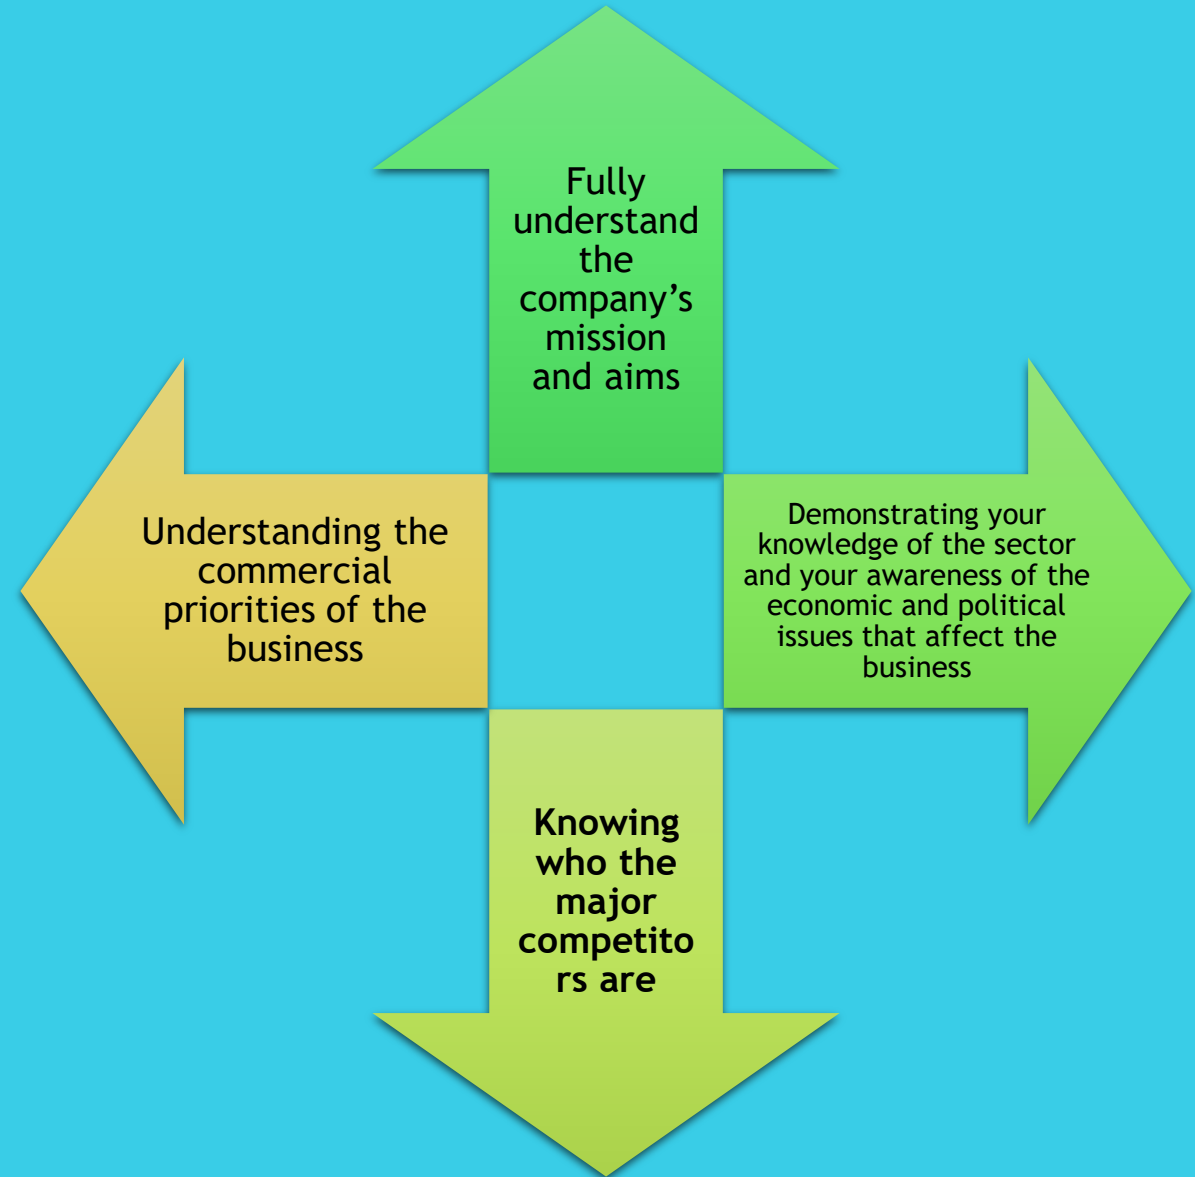 Fully
understand
the
company’s
mission
and aims
Understanding the
commercial
priorities of the
business
Demonstrating your
knowledge of the sector
and your awareness of the
economic and political
issues that affect the
business
Knowing
who the
major
competito
rs are